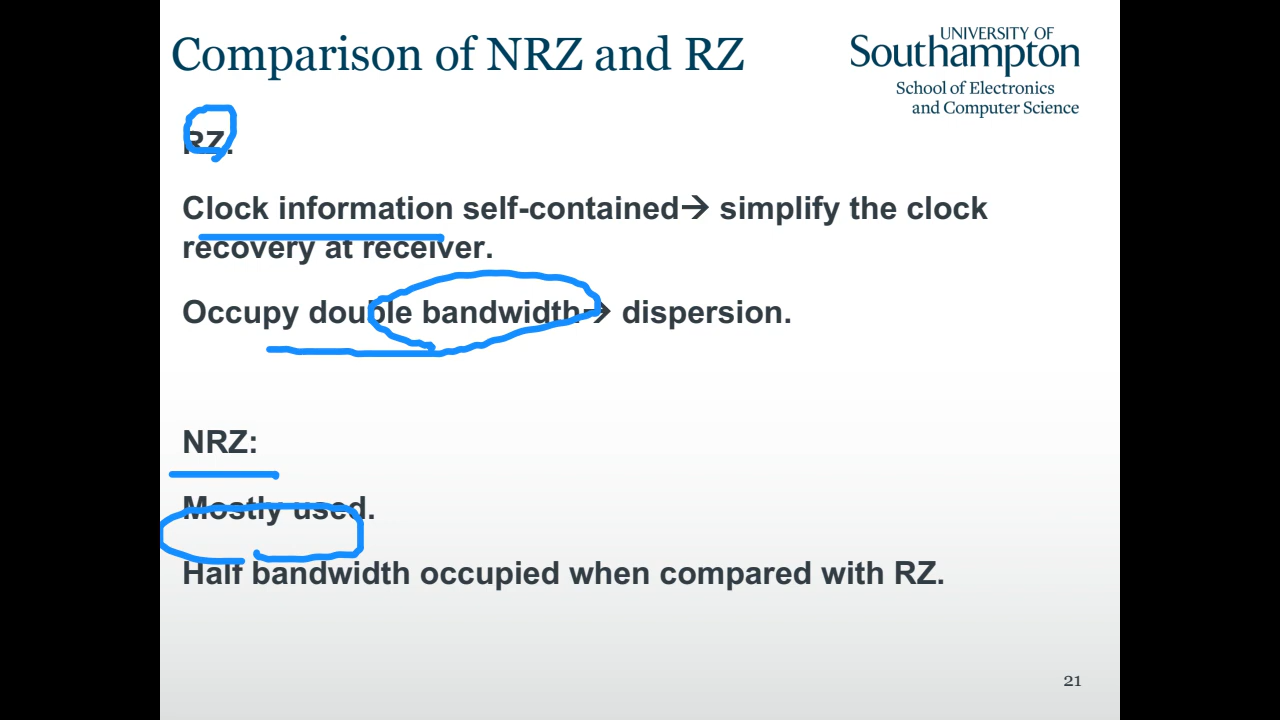 Comparison of NRZ and RZ
UNIVERSITY OF
Southampton
School of Electronics
and Computer Science
RZ:
Clock information self-contained→ simplify the clock
recovery at receiver.
Occupy double bandwidth→ dispersion.
NRZ:
Mostly used.
Half bandwidth occupied when compared with RZ.
21